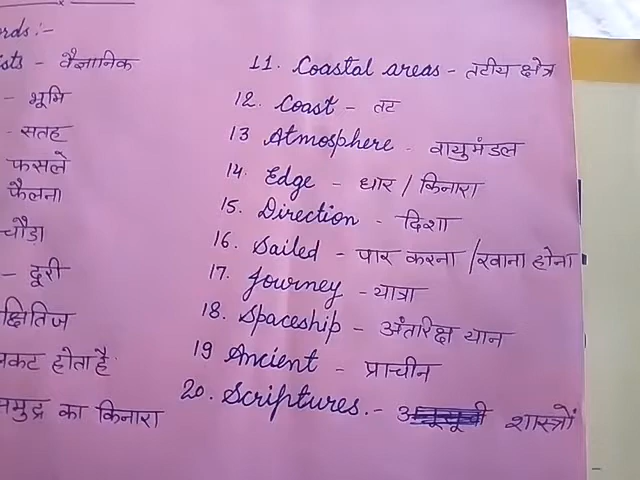 rds:-
sts - वैज्ञानिक
- भूमि
- सतह
फसलें
फैलना
चौड़ा
- दूरी
क्षितिज
प्रकट होता है
समुद्र का किनारा
11. Coastal areas - तटीय क्षेत्र
12. Coast - तट
13 Atmosphere - वायुमंडल
14. Edge - धार / किनारा
15. Direction - दिशा
16. Sailed - पार करना / रवाना होना
17. Journey - यात्रा
18. Spaceship - अंतरिक्ष यान
19 Ancient - प्राचीन
20. Scriptures. - शास्त्रों